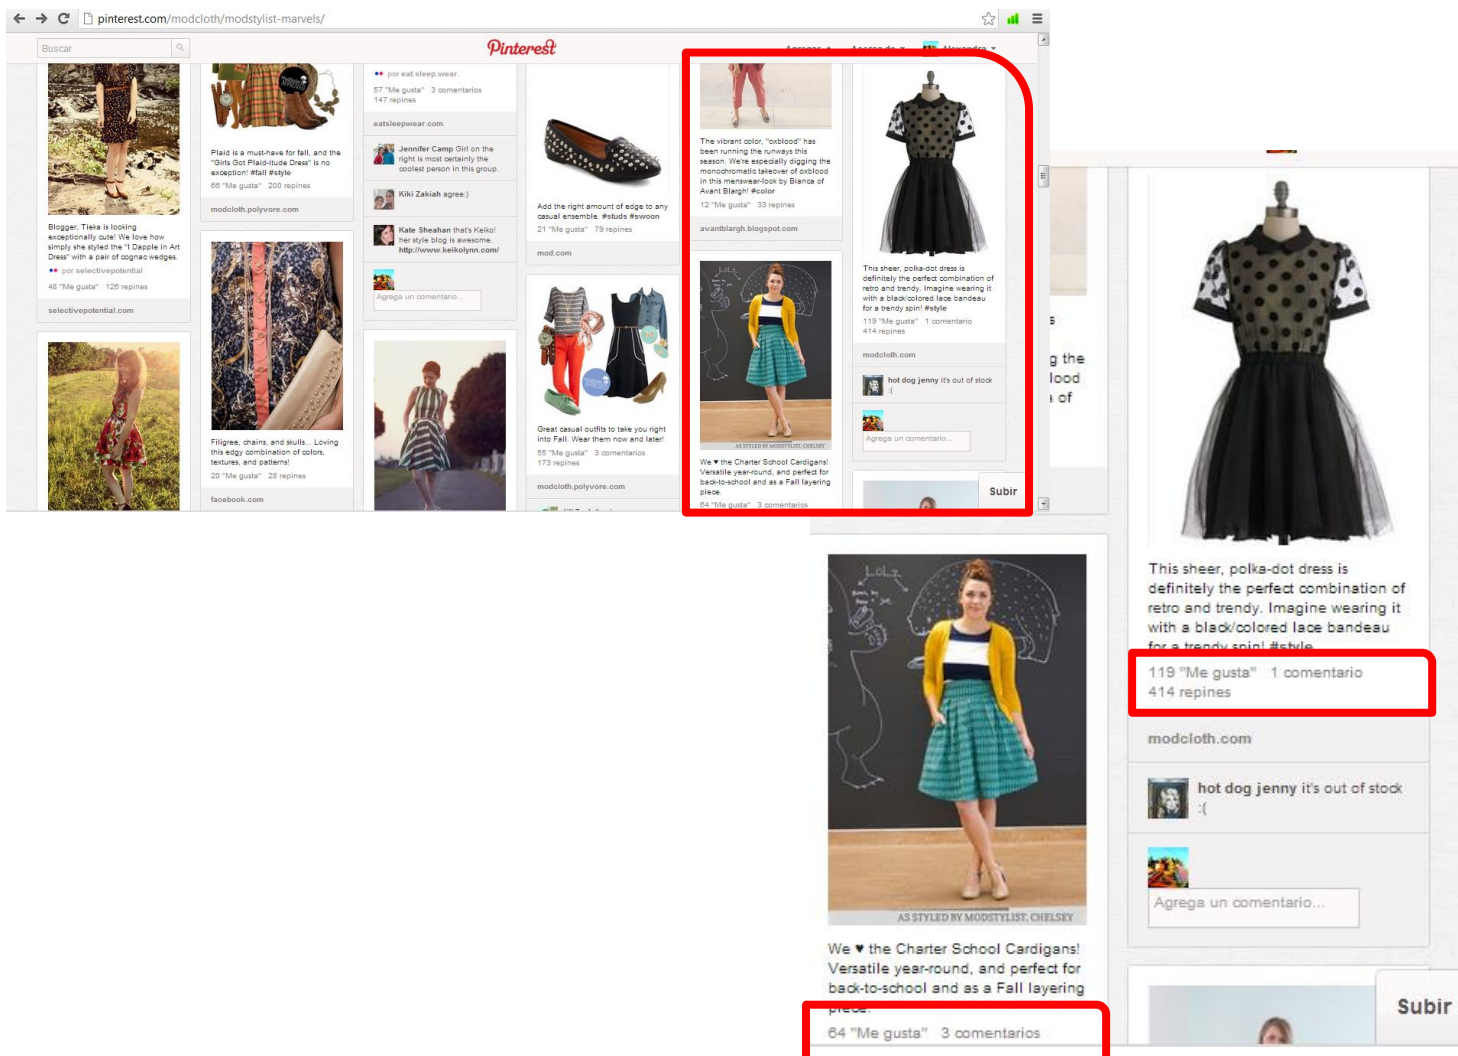 pinterest.com/modcloth/modstylist-marvels/
Buscar
Pinterest
Blogger, Tieka is looking
exceptionally cute! We love how
simply she styled the "I Dapple in Art
Dress" with a pair of cognac wedges.
por selectivepotential
48 "Me gusta" 126 repines
selectivepotential.com
Plaid is a must-have for fall, and the
"Girls Got Plaid-itude Dress" is no
exception! #fall #style
66 "Me gusta" 200 repines
modcloth.polyvore.com
Filigree, chains, and skulls... Loving
this edgy combination of colors,
textures, and patterns!
20 "Me gusta" 28 repines
facebook.com
por eat.sleep.wear.
57 "Me gusta" 3 comentarios
147 repines
eatsleepwear.com
Jennifer Camp Girl on the
right is most certainly the
coolest person in this group.
Kiki Zakiah agree:)
Kate Sheahan that's Keiko!
her style blog is awesome.
http://www.keikolynn.com/
Agrega un comentario...
Add the right amount of edge to any
casual ensemble. #studs #swoon
21 "Me gusta" 79 repines
mod.com
Great casual outfits to take you right
into Fall. Wear them now and later!
55 "Me gusta" 3 comentarios
173 repines
modcloth.polyvore.com
The vibrant color, "oxblood" has
been running the runways this
season. We're especially digging the
monochromatic takeover of oxblood
in this menswear-look by Bianca of
Avant Blargh! #color
12 "Me gusta" 33 repines
avantblargh.blogspot.com
AS STYLED BY MODSTYLIST, CHELSEY
We ♥ the Charter School Cardigans!
Versatile year-round, and perfect for
back-to-school and as a Fall layering
piece.
64 "Me gusta" 3 comentarios
This sheer, polka-dot dress is
definitely the perfect combination of
retro and trendy. Imagine wearing it
with a black/colored lace bandeau
for a trendy spin! #style
119 "Me gusta" 1 comentario
414 repines
modcloth.com
hot dog jenny it's out of stock
:(
Agrega un comentario...
Subir
s
g the
lood
a of
LOLZ
AS STYLED BY MODSTYLIST, CHELSEY
We ♥ the Charter School Cardigans!
Versatile year-round, and perfect for
back-to-school and as a Fall layering
piece.
64 "Me gusta" 3 comentarios
This sheer, polka-dot dress is
definitely the perfect combination of
retro and trendy. Imagine wearing it
with a black/colored lace bandeau
for a trendy spin! #style
119 "Me gusta" 1 comentario
414 repines
modcloth.com
hot dog jenny it's out of stock
:(
Agrega un comentario...
Subir